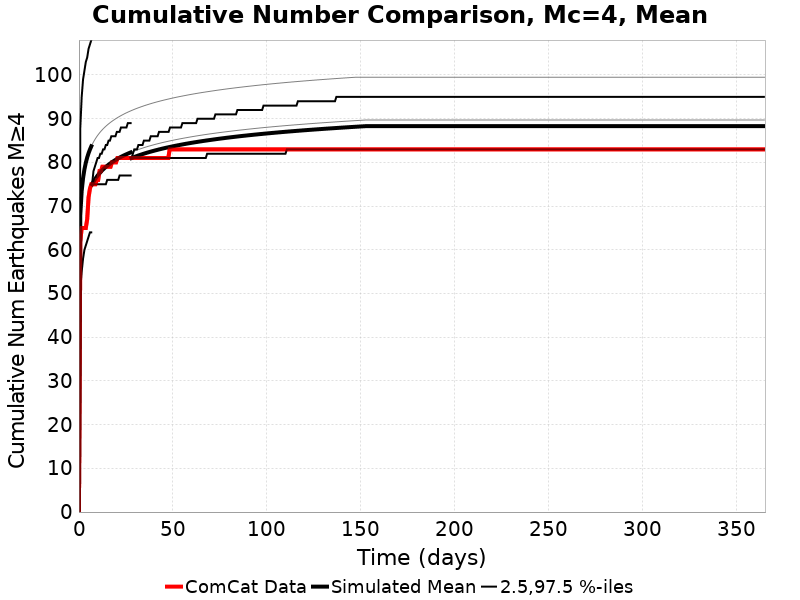 Cumulative Number Comparison, Mc=4, Mean
Cumulative Num Earthquakes M≥4
100
90
80
70
60
50
40
30
20
10
0
0 50 100 150 200 250 300 350
Time (days)
ComCat Data Simulated Mean 2.5,97.5 %-iles